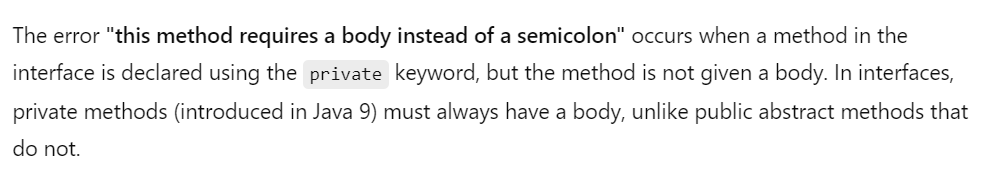 The error "this method requires a body instead of a semicolon" occurs when a method in the
interface is declared using the private keyword, but the method is not given a body. In interfaces,
private methods (introduced in Java 9) must always have a body, unlike public abstract methods that
do not.